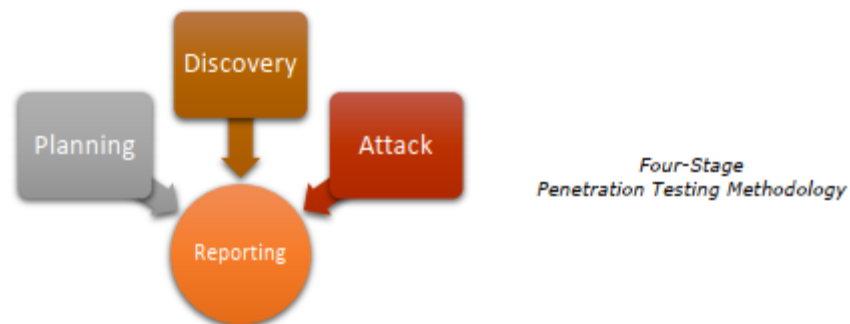 Discovery
Planning
Attack
Reporting
Four-Stage
Penetration Testing Methodology